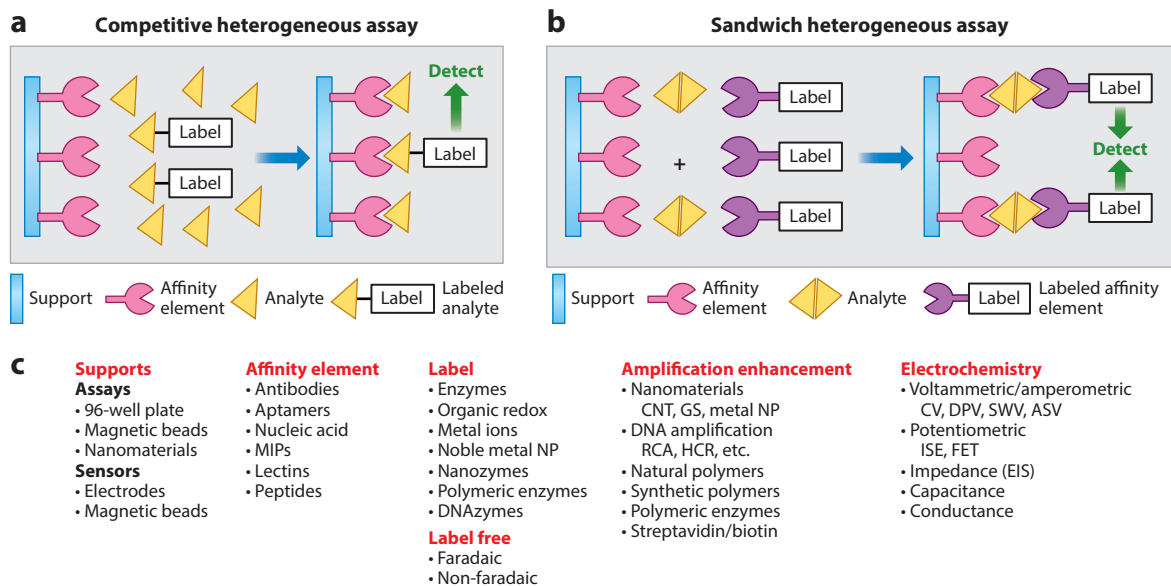 a
Competitive heterogeneous assay
Detect
Label
Label
Label
Support
Affinity
element
Analyte
Label
Labeled
analyte
b
Sandwich heterogeneous assay
Label
Label
+
Label
Label
Detect
Label
Support
Affinity
element
Analyte
Label
Labeled affinity
element
c
Supports
Assays
• 96-well plate
• Magnetic beads
• Nanomaterials
Sensors
• Electrodes
• Magnetic beads
Affinity element
• Antibodies
• Aptamers
• Nucleic acid
• MIPs
• Lectins
• Peptides
Label
• Enzymes
• Organic redox
• Metal ions
• Noble metal NP
• Nanozymes
• Polymeric enzymes
• DNAzymes
Label free
• Faradaic
• Non-faradaic
Amplification enhancement
• Nanomaterials
CNT, GS, metal NP
• DNA amplification
RCA, HCR, etc.
• Natural polymers
• Synthetic polymers
• Polymeric enzymes
• Streptavidin/biotin
Electrochemistry
• Voltammetric/amperometric
CV, DPV, SWV, ASV
• Potentiometric
ISE, FET
• Impedance (EIS)
• Capacitance
• Conductance